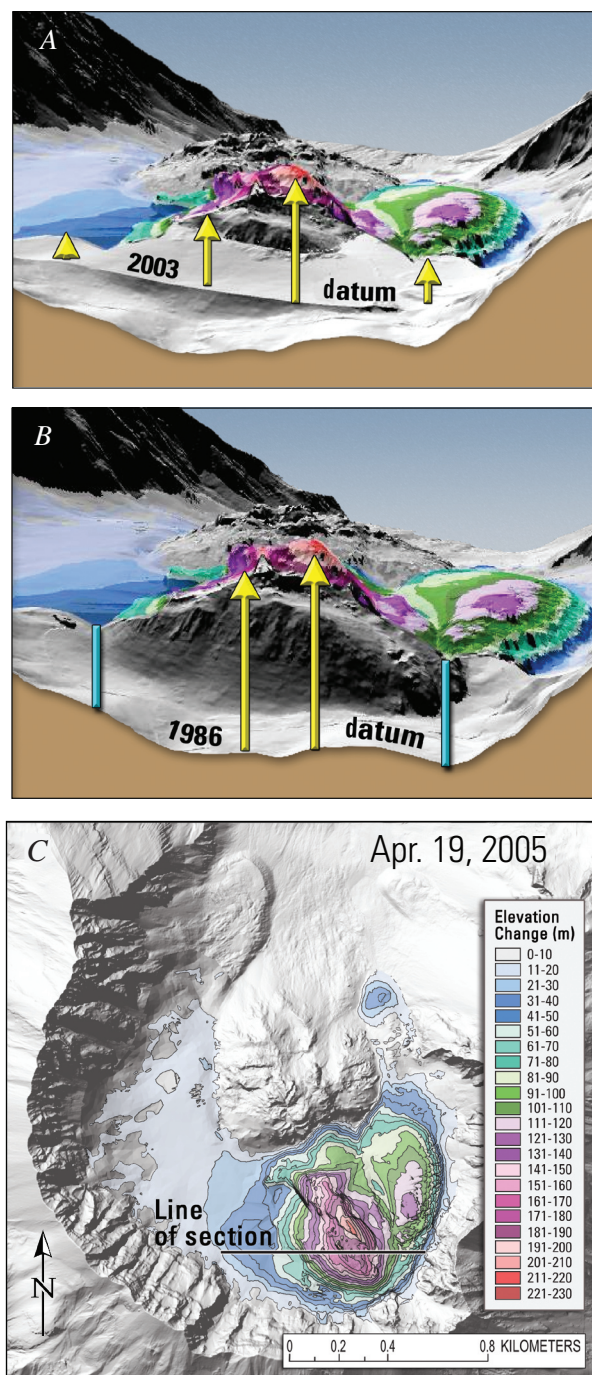 A
2003
datum
B
1986
datum
C
Apr. 19, 2005
Elevation
Change (m)
0-10
11-20
21-30
31-40
41-50
51-60
61-70
71-80
81-90
91-100
101-110
111-120
121-130
131-140
141-150
151-160
161-170
171-180
181-190
191-200
201-210
211-220
221-230
Line
of section
N
0 0.2 0.4 0.8 KILOMETERS